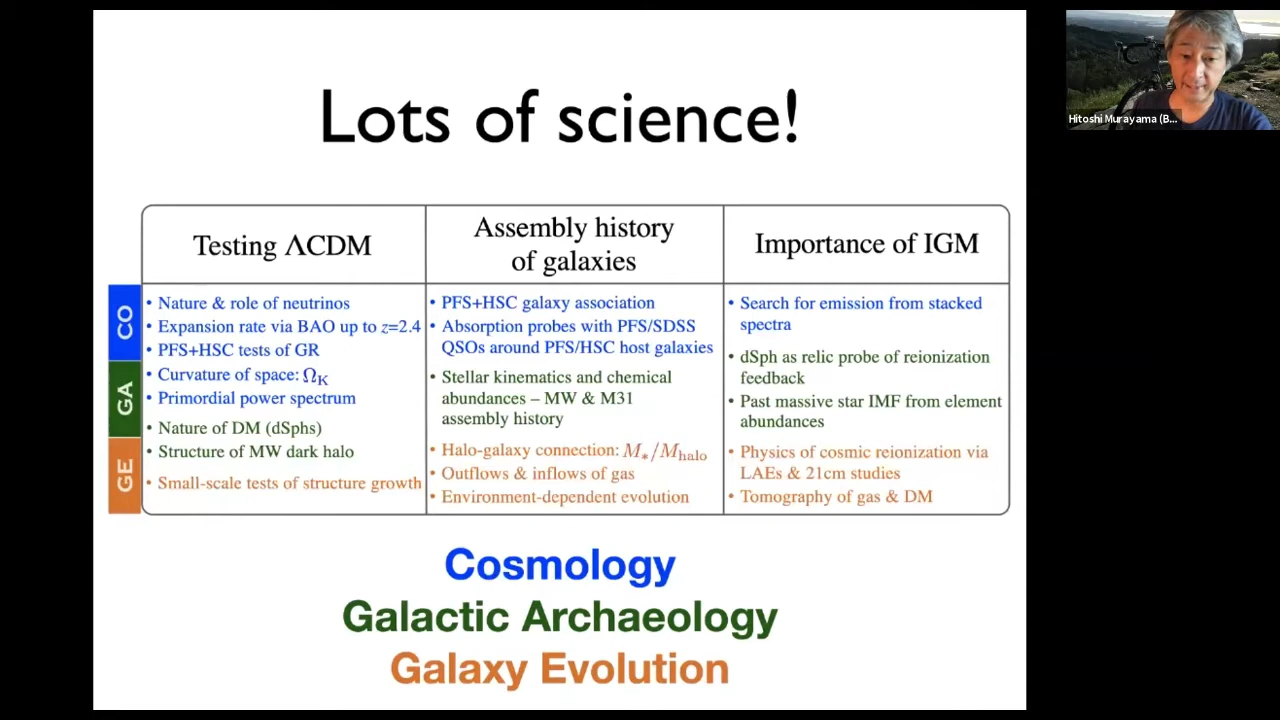 Lots of science!
Testing ΛCDM
Assembly history
of galaxies
Importance of IGM
CO
GA
GE
• Nature & role of neutrinos
• Expansion rate via BAO up to z=2.4
• PFS+HSC tests of GR
• Curvature of space: Ω_K
• Primordial power spectrum
• Nature of DM (dSphs)
• Structure of MW dark halo
• Small-scale tests of structure growth
• PFS+HSC galaxy association
• Absorption probes with PFS/SDSS
QSOs around PFS/HSC host galaxies
• Stellar kinematics and chemical
abundances – MW & M31
assembly history
• Halo-galaxy connection: M_*/M_halo
• Outflows & inflows of gas
• Environment-dependent evolution
• Search for emission from stacked
spectra
• dSph as relic probe of reionization
feedback
• Past massive star IMF from element
abundances
• Physics of cosmic reionization via
LAEs & 21cm studies
• Tomography of gas & DM
Cosmology
Galactic Archaeology
Galaxy Evolution
Hitoshi Murayama (B...